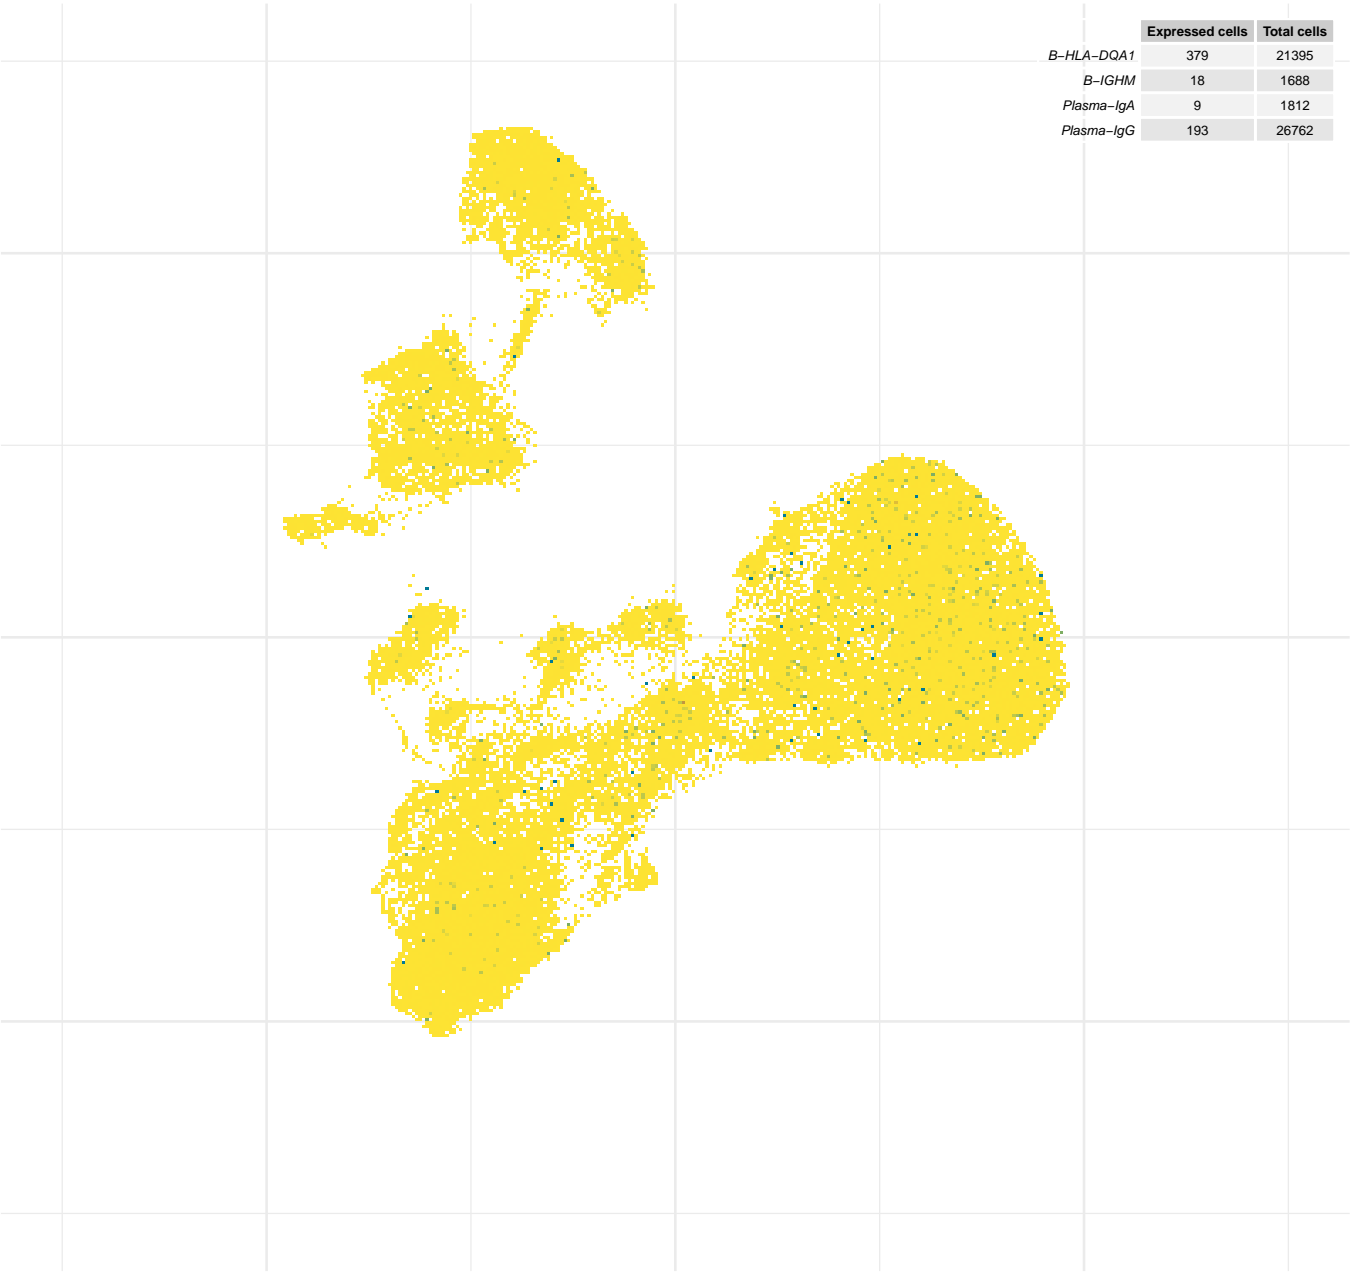 Expressed cells Total cells
B−HLA−DQA1 379 21395
B−IGHM 18 1688
Plasma−IgA 9 1812
Plasma−IgG 193 26762